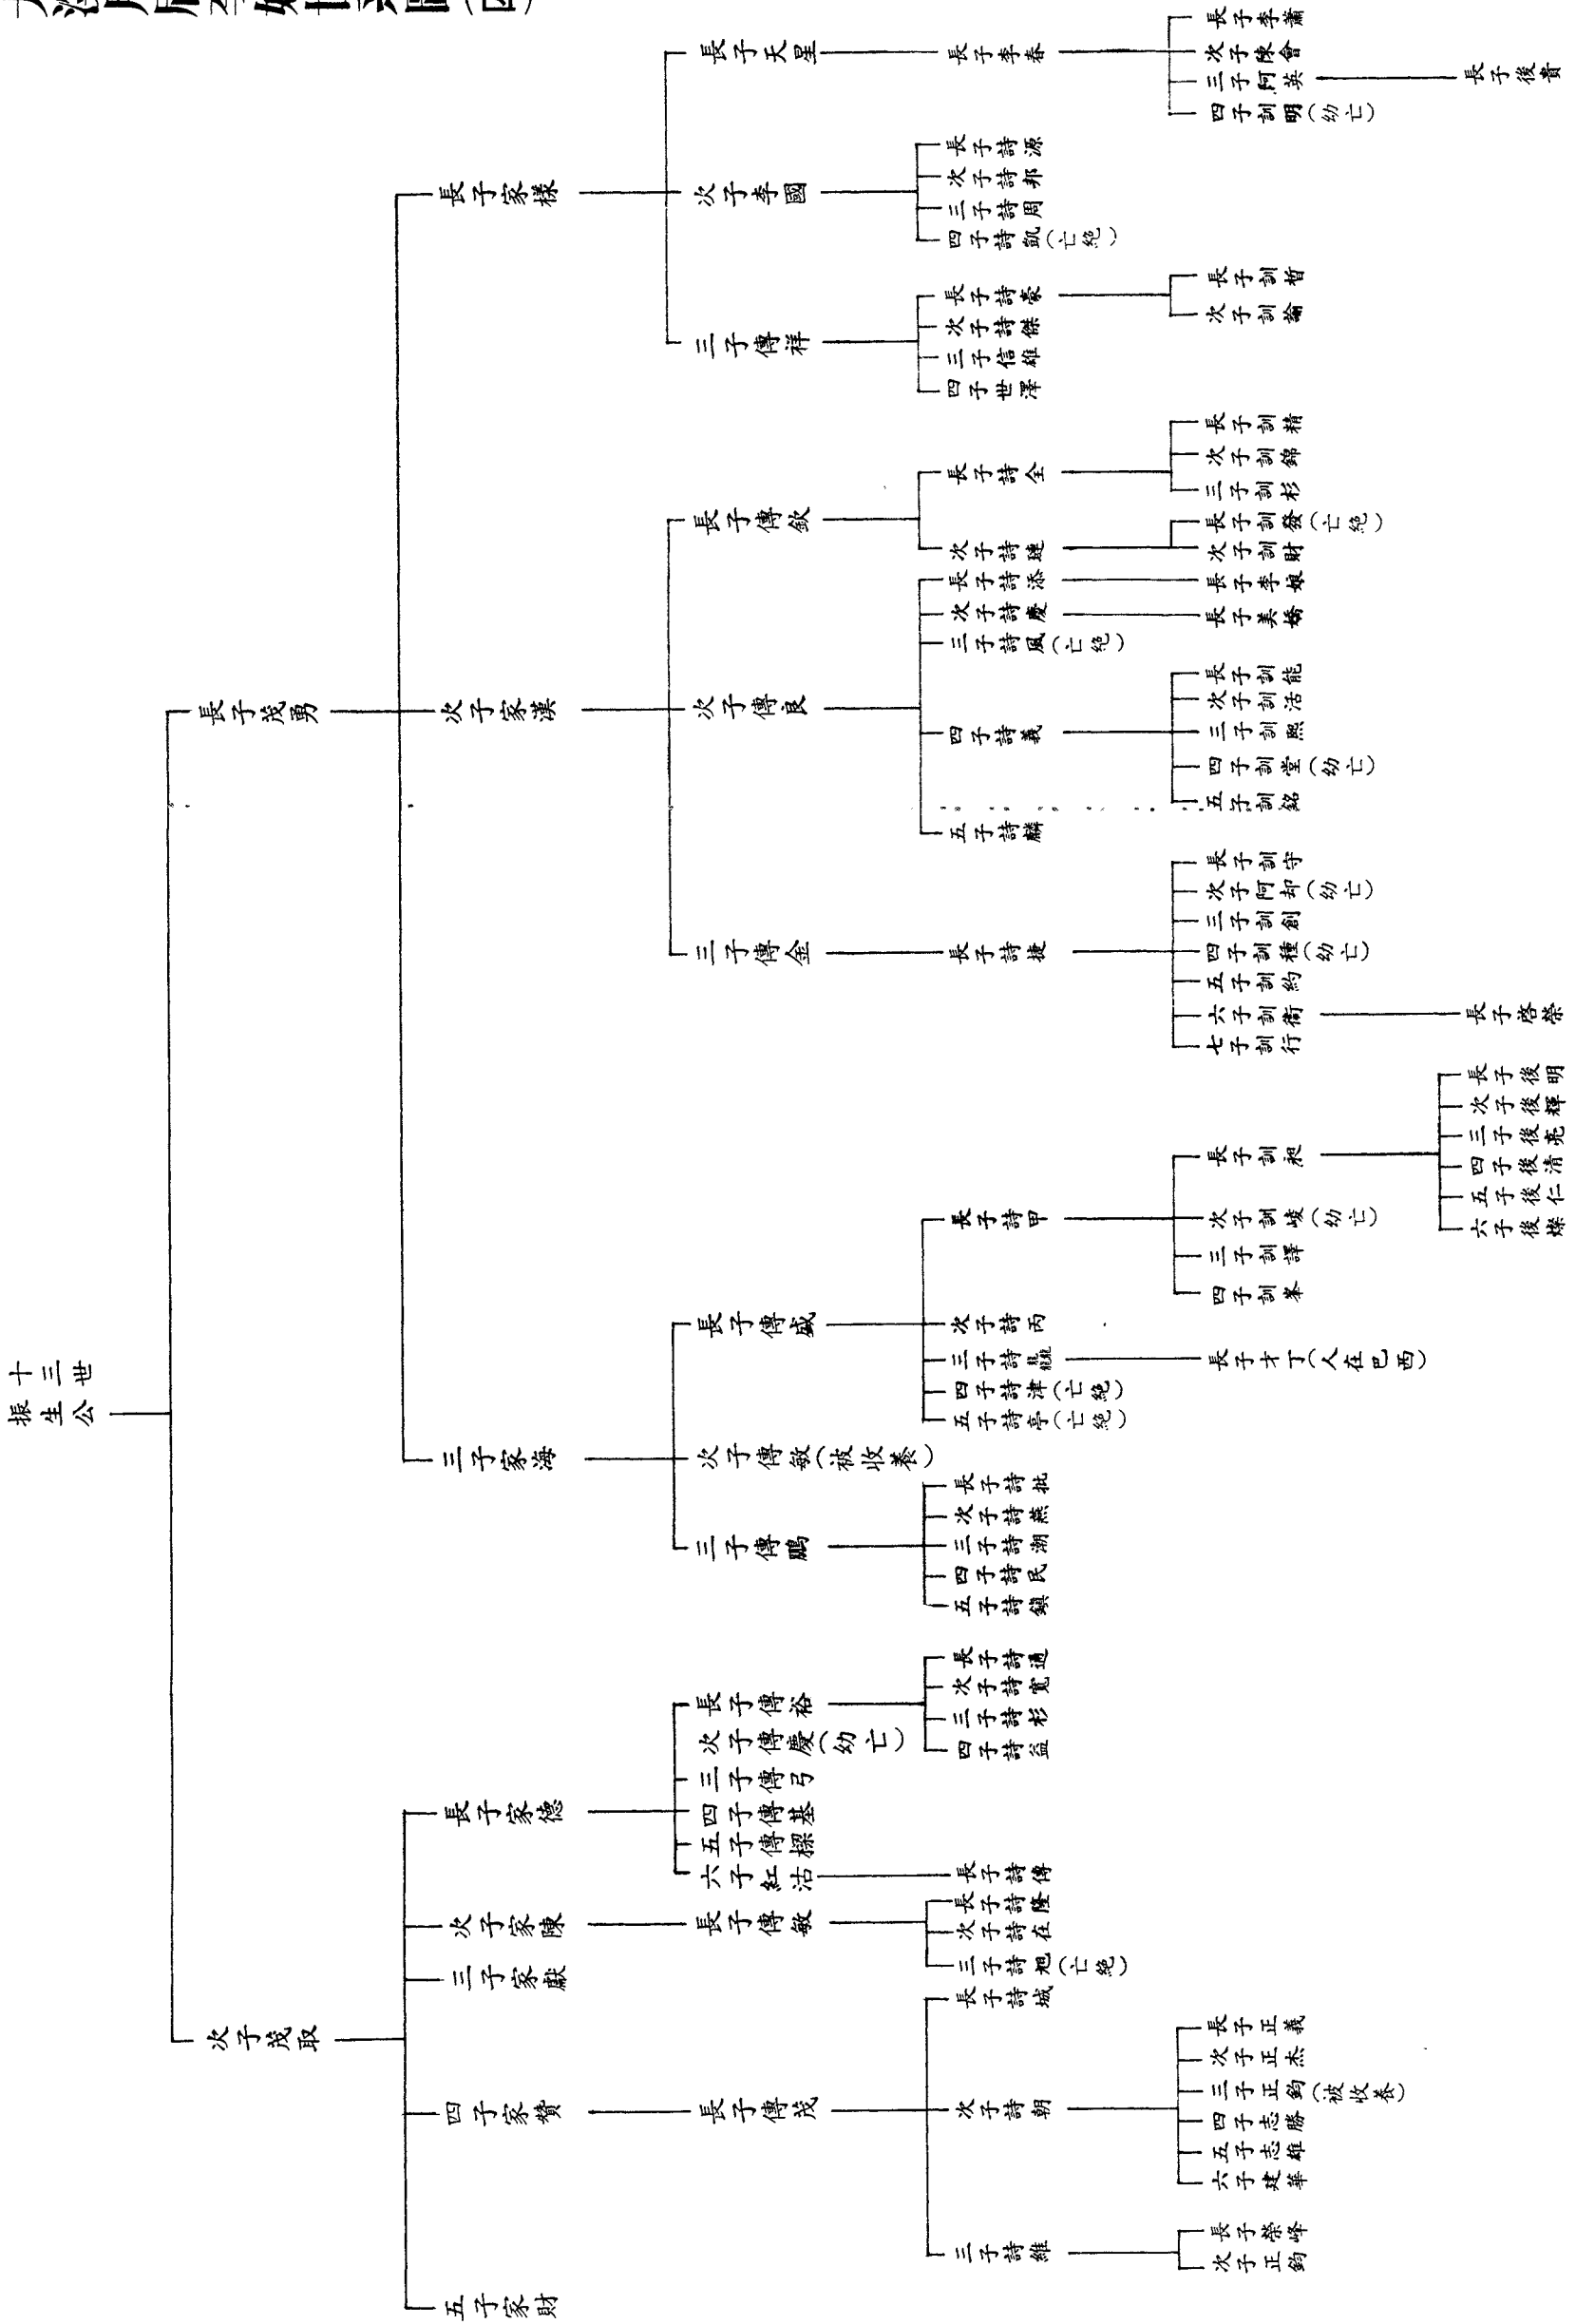 十三世
振生公
長子茂勇
次子茂取
長子家樣
次子家漢
三子家海
長子家德
次子家陳
三子家獻
四子家贊
五子家財
長子天星
次子李國
三子傳祥
長子傳欽
次子傳良
三子傳金
長子傳盛
次子傳敏(被收養)
三子傳鵬
長子傳裕
次子傳慶(幼亡)
三子傳弓
四子傳基
五子傳樑
六子紅沽
長子傳敏
長子傳茂
長子李春
長子詩源
次子詩邦
三子詩周
四子詩凱(亡絕)
長子詩豪
次子詩傑
三子信雄
四子世澤
長子詩全
次子詩璉
長子詩添
次子詩慶
三子詩風(亡絕)
四子詩義
五子詩麟
長子詩捷
長子詩甲
次子詩丙
三子詩龘
四子詩津(亡絕)
五子詩亭(亡絕)
長子詩批
次子詩燕
三子詩潮
四子詩民
五子詩鎮
長子詩通
次子詩寬
三子詩杉
四子詩益
長子詩傳
長子詩隆
次子詩在
三子詩旭(亡絕)
長子詩城
次子詩朝
三子詩維
長子李蕭
次子陳會
三子阿英
四子訓明(幼亡)
長子訓哲
次子訓論
長子訓精
次子訓錦
三子訓杉
長子訓發(亡絕)
次子訓財
長子李娘
長子美嬌
長子訓能
次子訓活
三子訓熙
四子訓堂(幼亡)
五子訓銘
長子訓守
次子阿却(幼亡)
三子訓創
四子訓種(幼亡)
五子訓約
六子訓衛
七子訓行
長子訓昶
次子訓崚(幼亡)
三子訓譯
四子訓峯
長子才丁(人在巴西)
長子正義
次子正杰
三子正鈞(被收養)
四子志勝
五子志雄
六子建華
長子榮峰
次子正鈞
長子後貴
長子啓榮
長子後明
次子後輝
三子後亮
四子後清
五子後仁
六子後燦